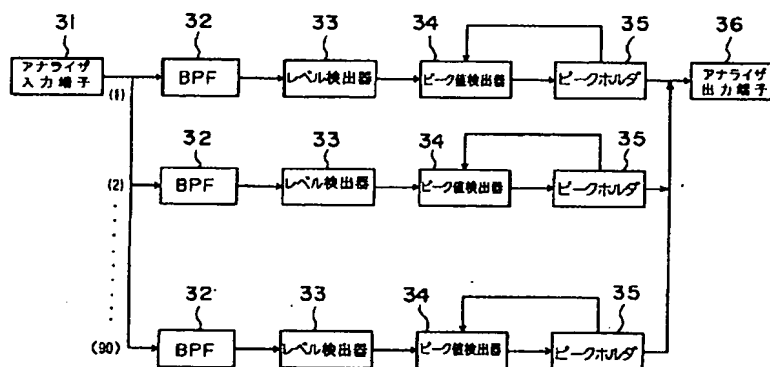 31 32 33 34 35 36
アナライザ
入力端子
(1)
BPF
レベル検出器
ピーク値検出器
ピークホルダ
アナライザ
出力端子
32 33 34 35
(2)
BPF
レベル検出器
ピーク値検出器
ピークホルダ
32 33 34 35
(90)
BPF
レベル検出器
ピーク値検出器
ピークホルダ